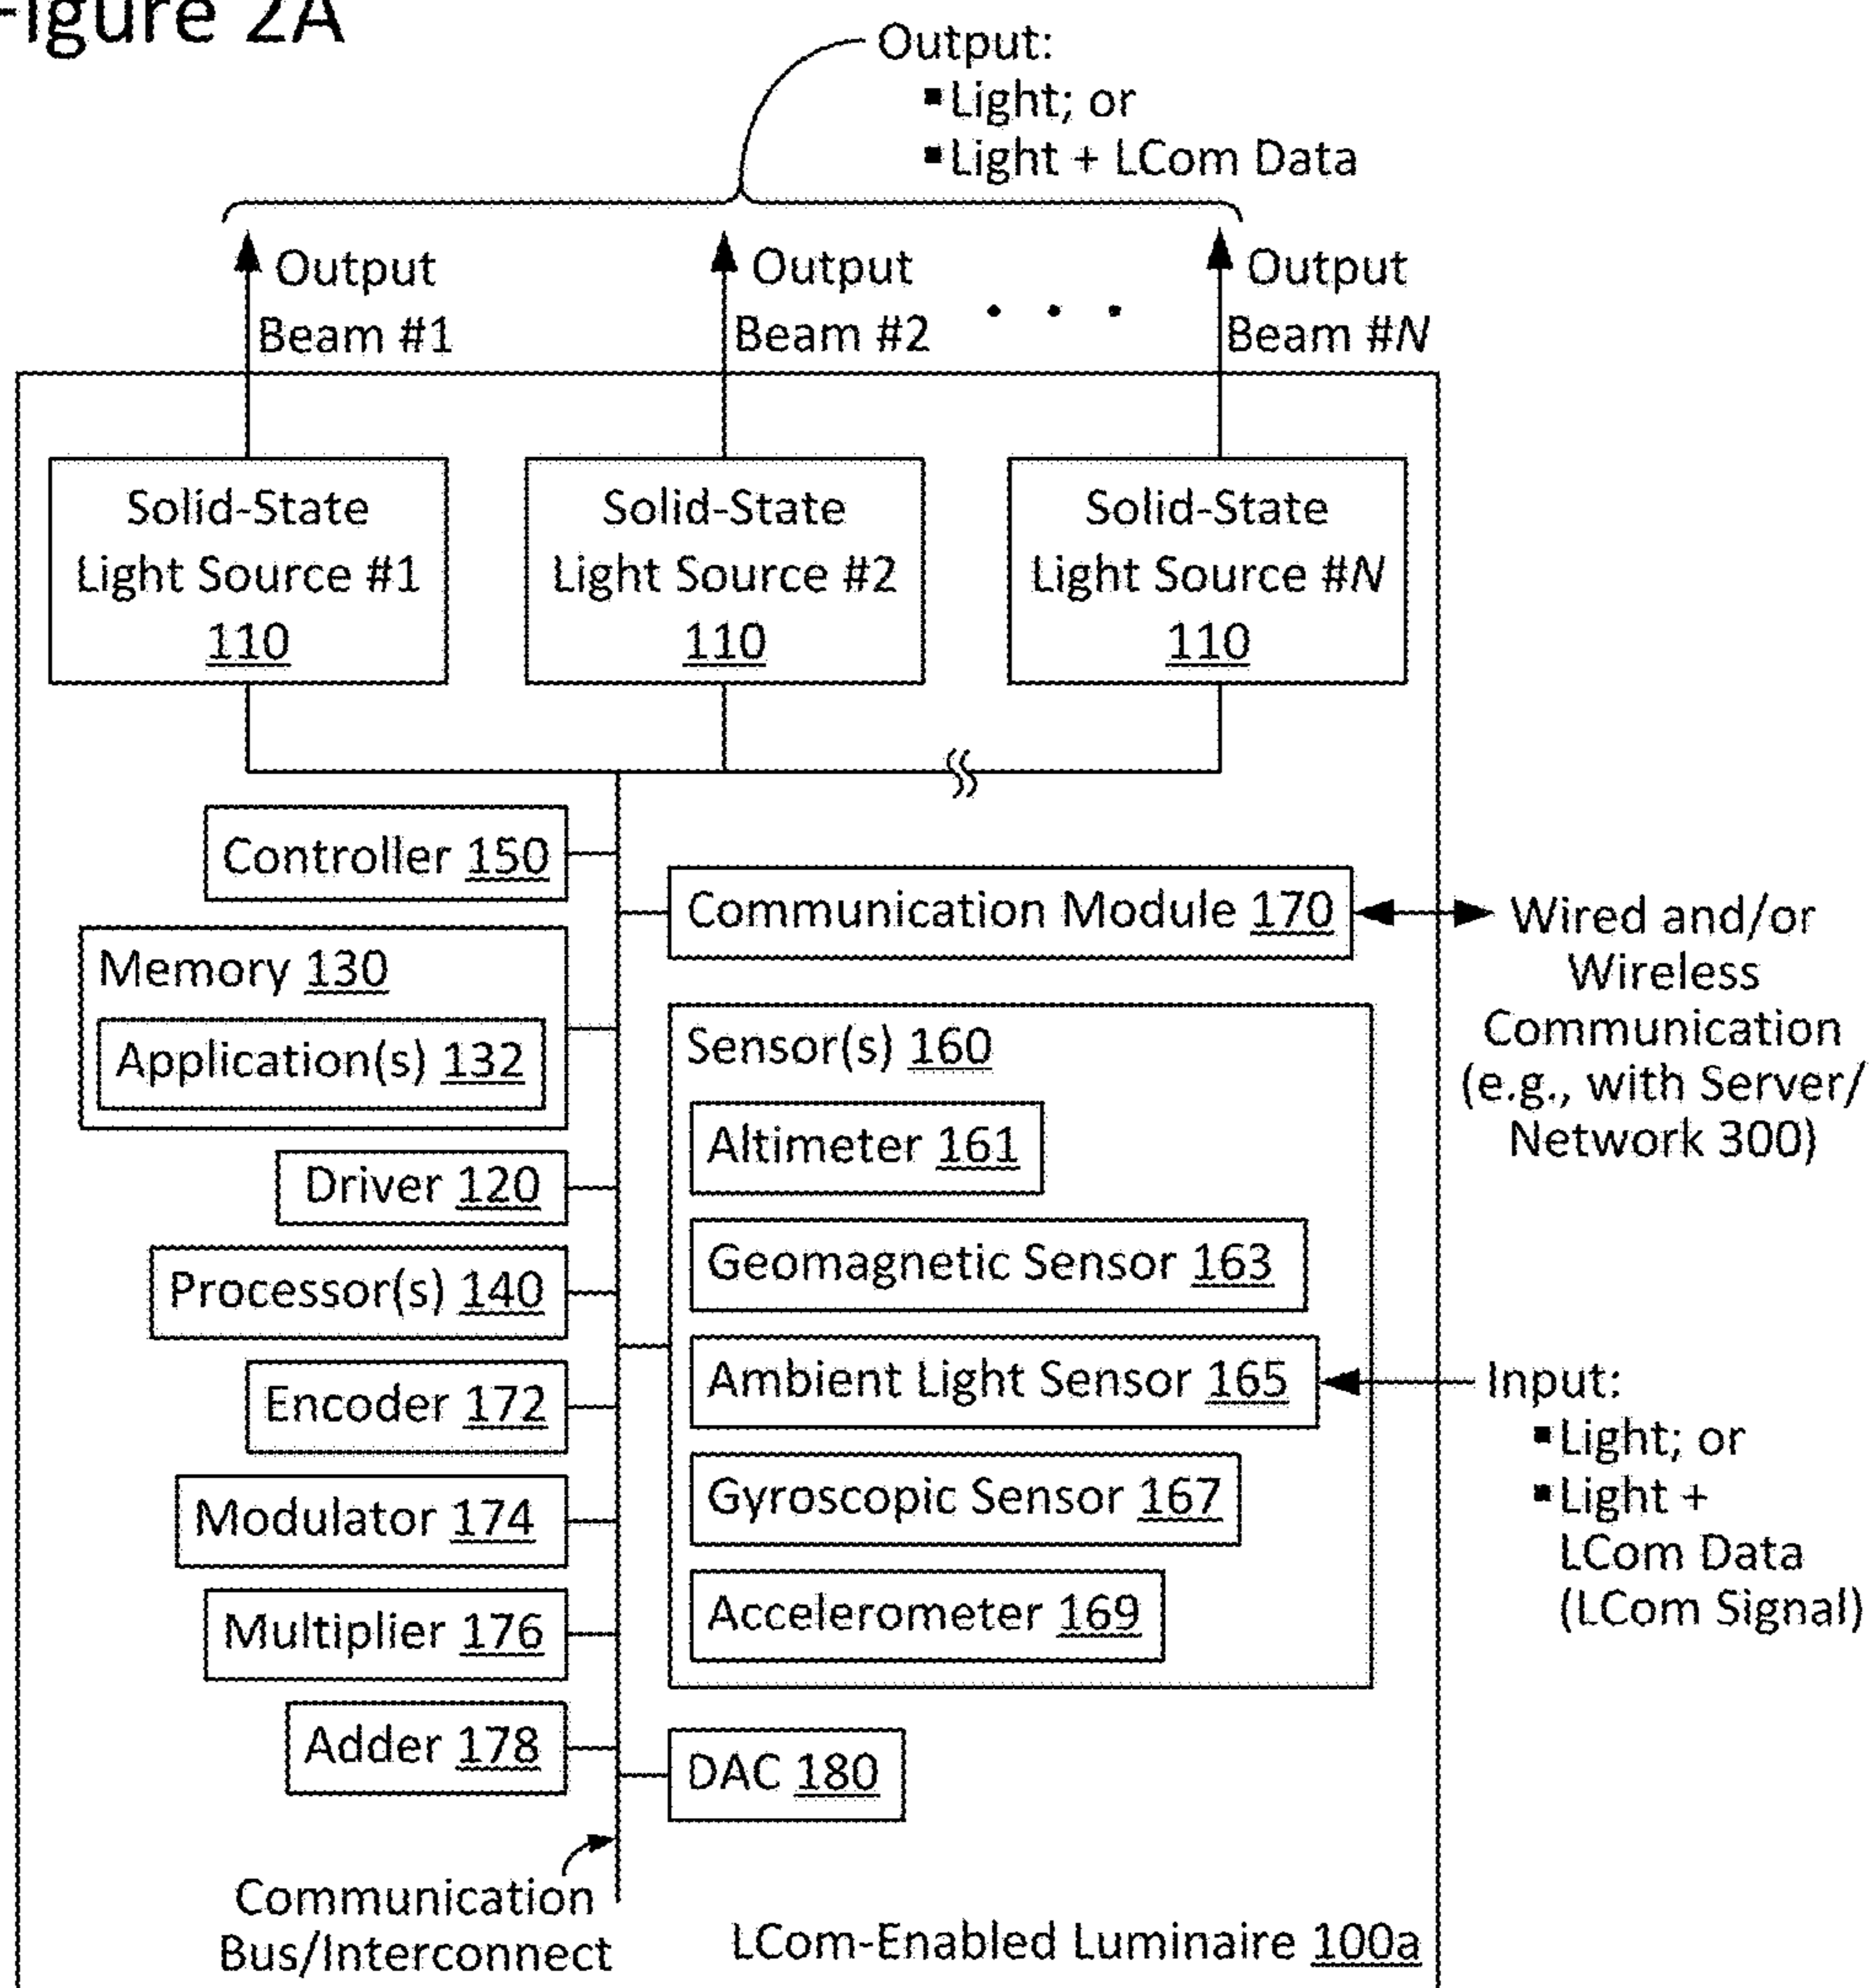 Figure 2A
Output:
▪Light; or
▪Light + LCom Data
Output
Beam #1
Output
Beam #2
. . .
Output
Beam #N
Solid-State
Light Source #1
110
Solid-State
Light Source #2
110
Solid-State
Light Source #N
110
Controller 150
Memory 130
Application(s) 132
Driver 120
Processor(s) 140
Encoder 172
Modulator 174
Multiplier 176
Adder 178
Communication
Bus/Interconnect
Communication Module 170
Wired and/or
Wireless
Communication
(e.g., with Server/
Network 300)
Sensor(s) 160
Altimeter 161
Geomagnetic Sensor 163
Ambient Light Sensor 165
Gyroscopic Sensor 167
Accelerometer 169
Input:
▪Light; or
▪Light +
LCom Data
(LCom Signal)
DAC 180
LCom-Enabled Luminaire 100a